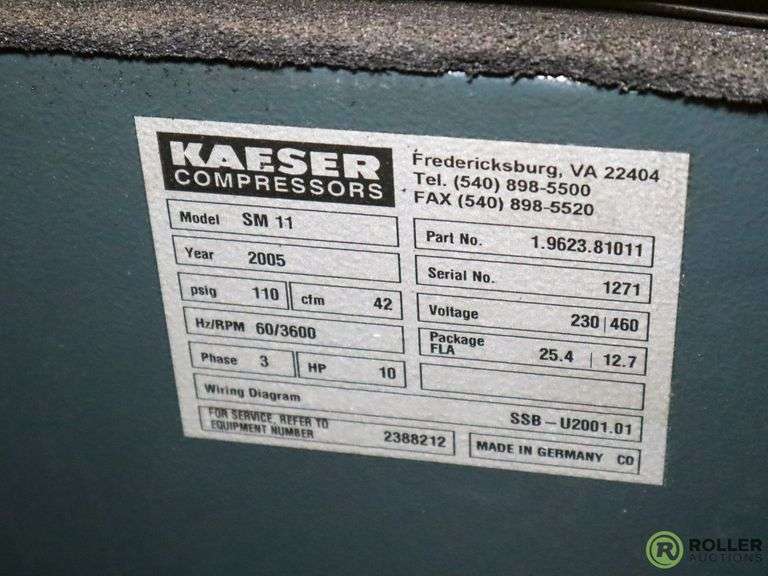 KAESER
COMPRESSORS
Fredericksburg, VA 22404
Tel. (540) 898-5500
FAX (540) 898-5520
Model SM 11
Part No. 1.9623.81011
Year 2005
Serial No. 1271
psig 110 cfm 42
Voltage 230 | 460
Hz/RPM 60/3600
Package FLA 25.4 | 12.7
Phase 3 HP 10
Wiring Diagram SSB - U2001.01
FOR SERVICE, REFER TO
EQUIPMENT NUMBER 2388212
MADE IN GERMANY CO
R ROLLER
AUCTIONS